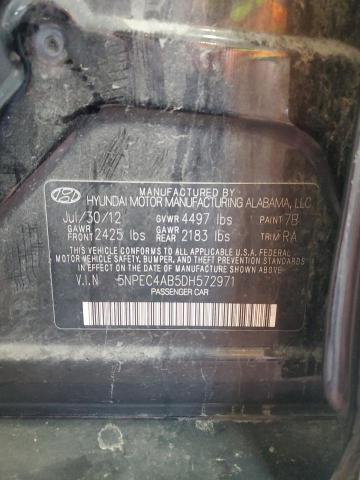 MANUFACTURED BY
HYUNDAI MOTOR MANUFACTURING ALABAMA, LLC
Jul/30/12 GVWR 4497 lbs PAINT 7B
GAWR FRONT 2425 lbs GAWR REAR 2183 lbs TRIM RA
THIS VEHICLE CONFORMS TO ALL APPLICABLE U.S.A. FEDERAL
MOTOR VEHICLE SAFETY, BUMPER, AND THEFT PREVENTION
STANDARDS IN EFFECT ON THE DATE OF MANUFACTURE SHOWN ABOVE.
V.I.N 5NPEC4AB5DH572971
PASSENGER CAR